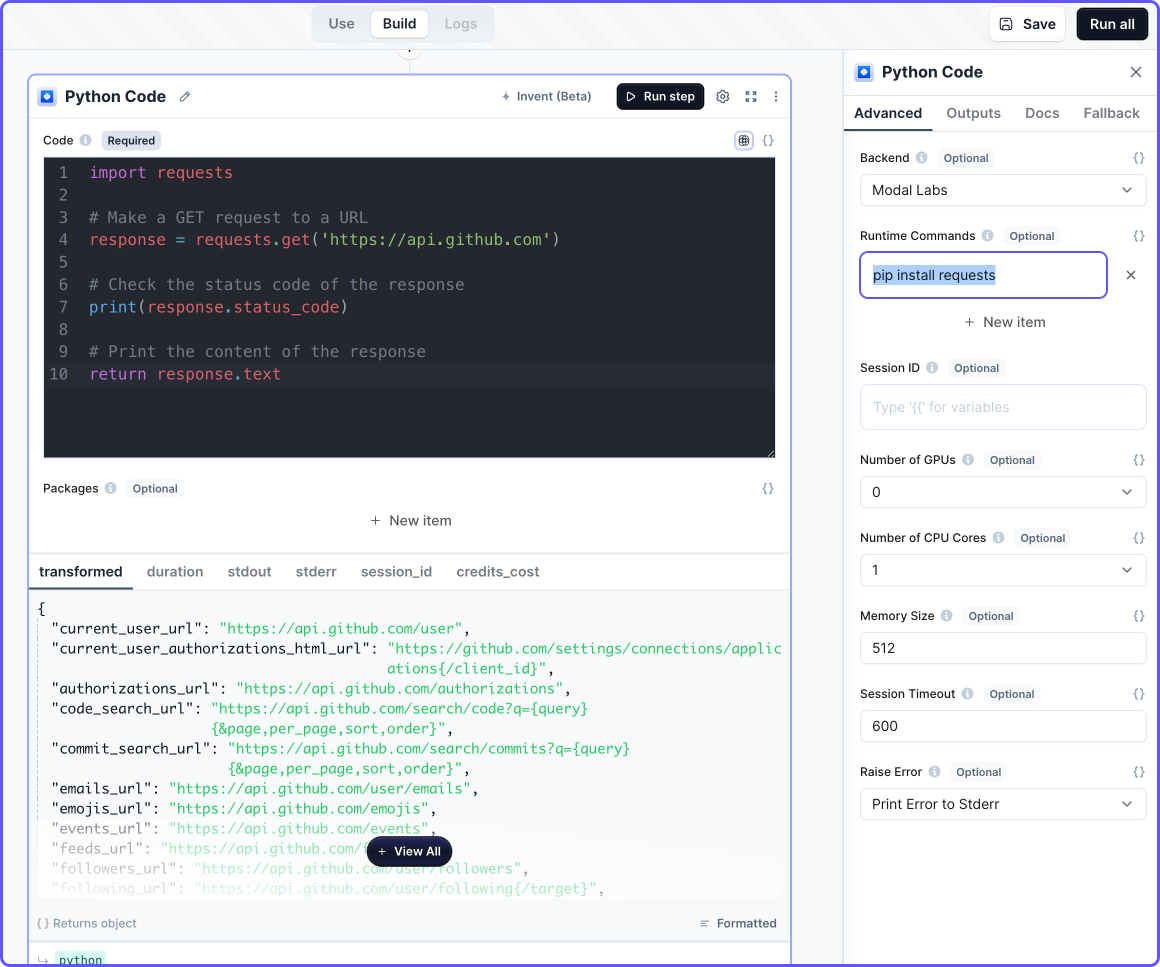 Use Build Logs
Save Run all
Python Code
Invent (Beta) Run step
Code Required
1 import requests
2
3 # Make a GET request to a URL
4 response = requests.get('https://api.github.com')
5
6 # Check the status code of the response
7 print(response.status_code)
8
9 # Print the content of the response
10 return response.text
Packages Optional
+ New item
transformed duration stdout stderr session_id credits_cost
{
"current_user_url": "https://api.github.com/user",
"current_user_authorizations_html_url": "https://github.com/settings/connections/applic
ations{/client_id}",
"authorizations_url": "https://api.github.com/authorizations",
"code_search_url": "https://api.github.com/search/code?q={query}
{&page,per_page,sort,order}",
"commit_search_url": "https://api.github.com/search/commits?q={query}
{&page,per_page,sort,order}",
"emails_url": "https://api.github.com/user/emails",
"emojis_url": "https://api.github.com/emojis",
"events_url": "https://api.github.com/events",
"feeds_url": "https://api.github.com/
+ View All
"followers_url": "https://api.github.com/user/followers",
"following_url": "https://api.github.com/user/following{/target}",
{ } Returns object Formatted
python
Python Code
Advanced Outputs Docs Fallback
Backend Optional {}
Modal Labs
Runtime Commands Optional {}
pip install requests
+ New item
Session ID Optional
Type '{{' for variables
Number of GPUs Optional {}
0
Number of CPU Cores Optional {}
1
Memory Size Optional {}
512
Session Timeout Optional {}
600
Raise Error Optional {}
Print Error to Stderr